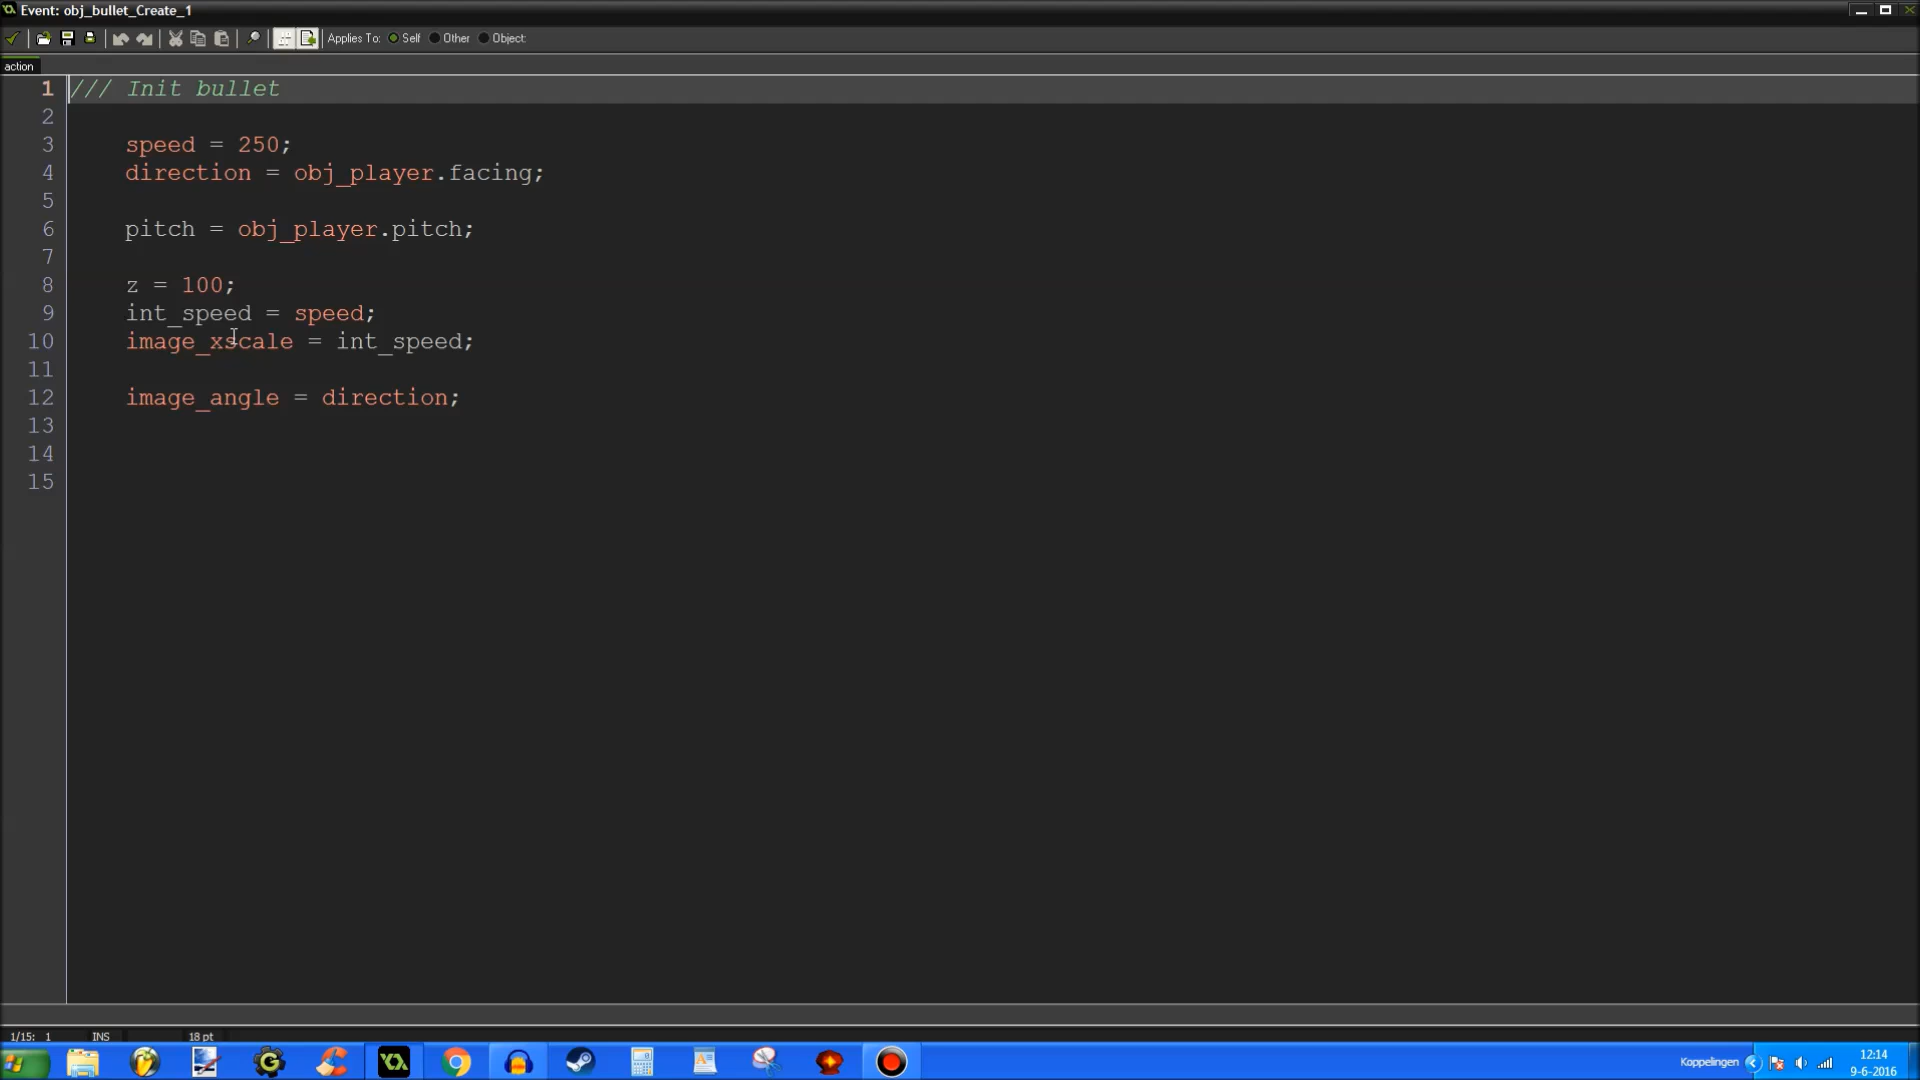 Event: obj_bullet_Create_1
Applies To: Self Other Object:
action
1 /// Init bullet
2
3 speed = 250;
4 direction = obj_player.facing;
5
6 pitch = obj_player.pitch;
7
8 z = 100;
9 int_speed = speed;
10 image_xscale = int_speed;
11
12 image_angle = direction;
13
14
15
1/15: 1 INS 18 pt
Koppelingen 12:14
9-6-2016